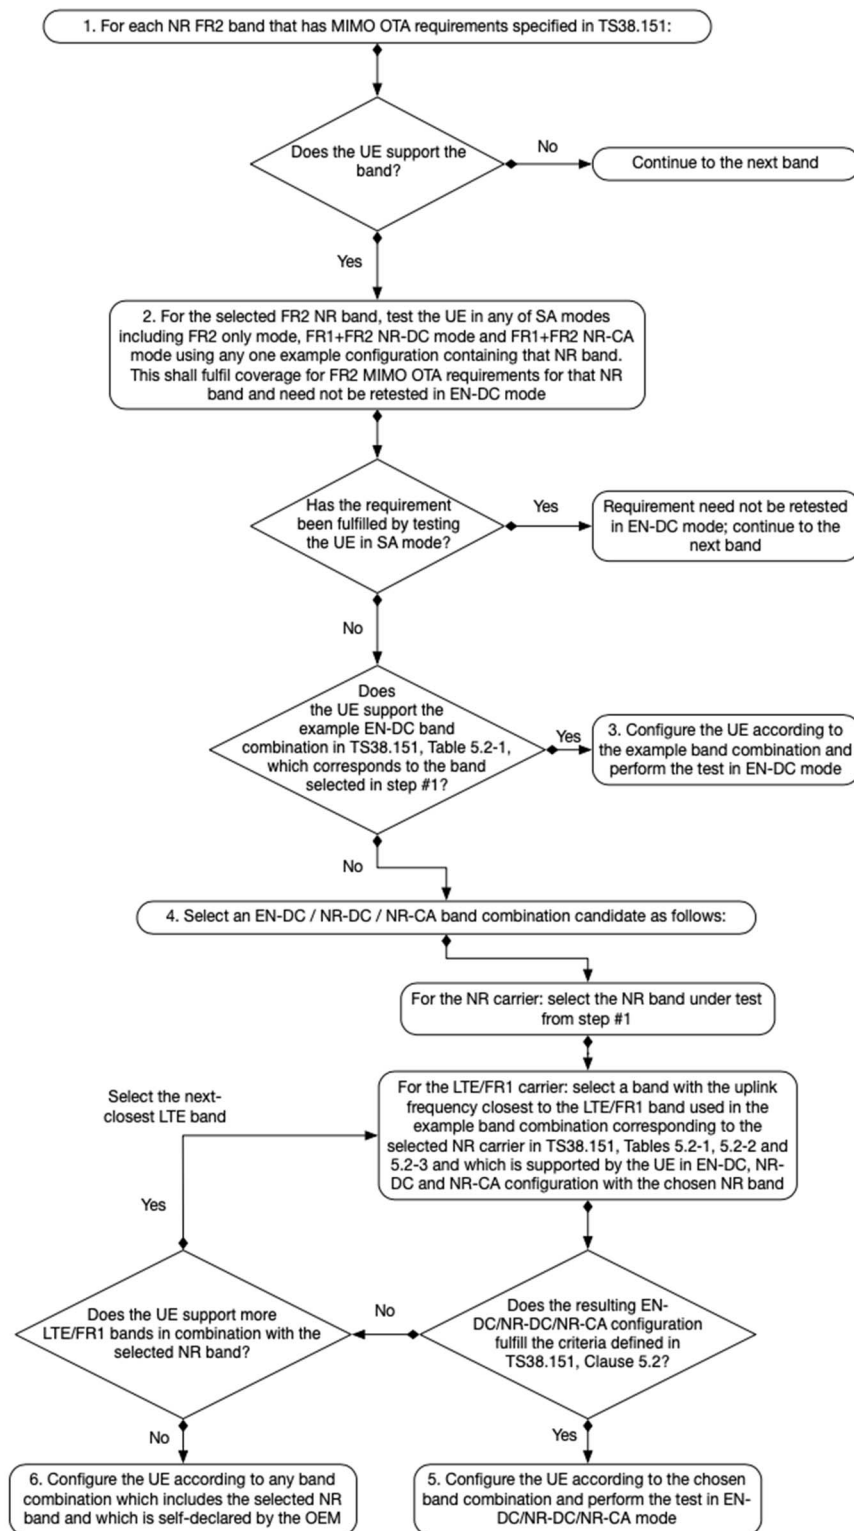 1. For each NR FR2 band that has MIMO OTA requirements specified in TS38.151:
Does the UE support the
band?
No
Continue to the next band
Yes
2. For the selected FR2 NR band, test the UE in any of SA modes
including FR2 only mode, FR1+FR2 NR-DC mode and FR1+FR2 NR-CA
mode using any one example configuration containing that NR band.
This shall fulfil coverage for FR2 MIMO OTA requirements for that NR
band and need not be retested in EN-DC mode
Has the requirement
been fulfilled by testing
the UE in SA mode?
Yes
Requirement need not be retested
in EN-DC mode; continue to the
next band
No
Does
the UE support the
example EN-DC band
combination in TS38.151, Table 5.2-1,
which corresponds to the band
selected in step #1?
Yes
3. Configure the UE according to
the example band combination and
perform the test in EN-DC mode
No
4. Select an EN-DC / NR-DC / NR-CA band combination candidate as follows:
For the NR carrier: select the NR band under test
from step #1
Select the next-
closest LTE band
For the LTE/FR1 carrier: select a band with the uplink
frequency closest to the LTE/FR1 band used in the
example band combination corresponding to the
selected NR carrier in TS38.151, Tables 5.2-1, 5.2-2 and
5.2-3 and which is supported by the UE in EN-DC, NR-
DC and NR-CA configuration with the chosen NR band
Yes
Does the UE support more
LTE/FR1 bands in combination with the
selected NR band?
No
Does the resulting EN-
DC/NR-DC/NR-CA configuration
fulfill the criteria defined in
TS38.151, Clause 5.2?
No
Yes
6. Configure the UE according to any band
combination which includes the selected NR
band and which is self-declared by the OEM
5. Configure the UE according to the chosen
band combination and perform the test in EN-
DC/NR-DC/NR-CA mode